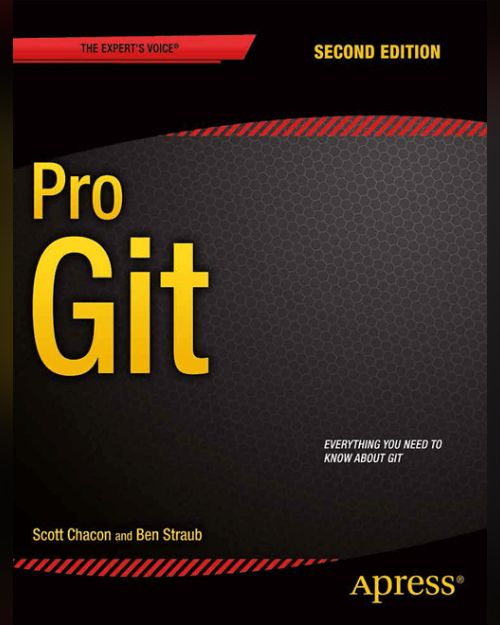 THE EXPERT'S VOICE®
SECOND EDITION
Pro
Git
EVERYTHING YOU NEED TO
KNOW ABOUT GIT
Scott Chacon and Ben Straub
Apress®